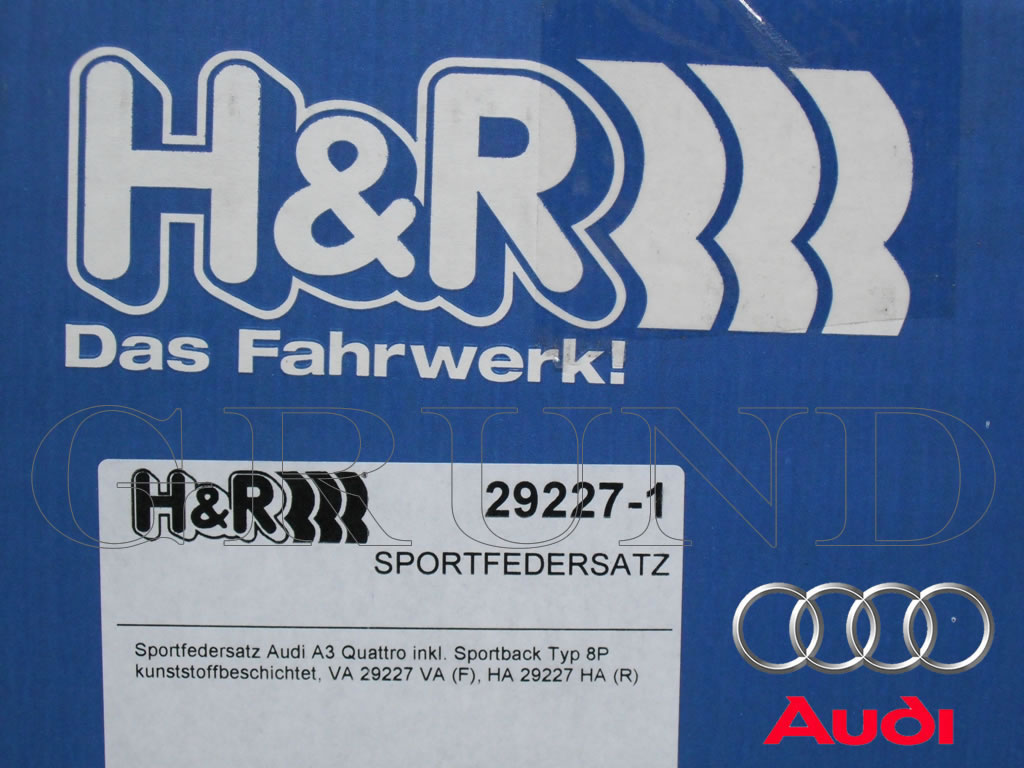 H&R
Das Fahrwerk!
GRUND
H&R® 29227-1
SPORTFEDERSATZ
Sportfedersatz Audi A3 Quattro inkl. Sportback Typ 8P
kunststoffbeschichtet, VA 29227 VA (F), HA 29227 HA (R)
Audi